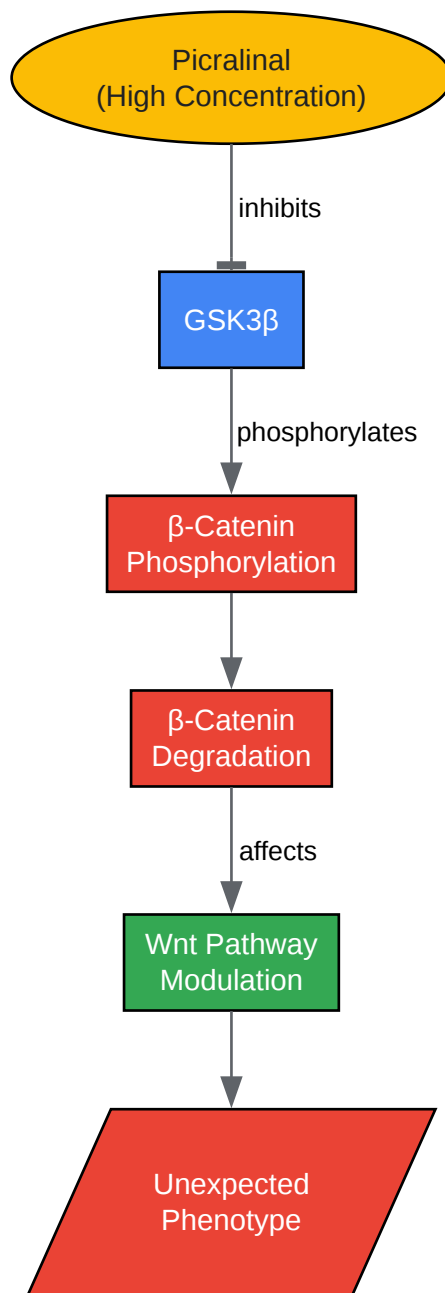 Picralinal
(High Concentration)
inhibits
GSK3β
phosphorylates
β-Catenin
Phosphorylation
β-Catenin
Degradation
affects
Wnt Pathway
Modulation
Unexpected
Phenotype